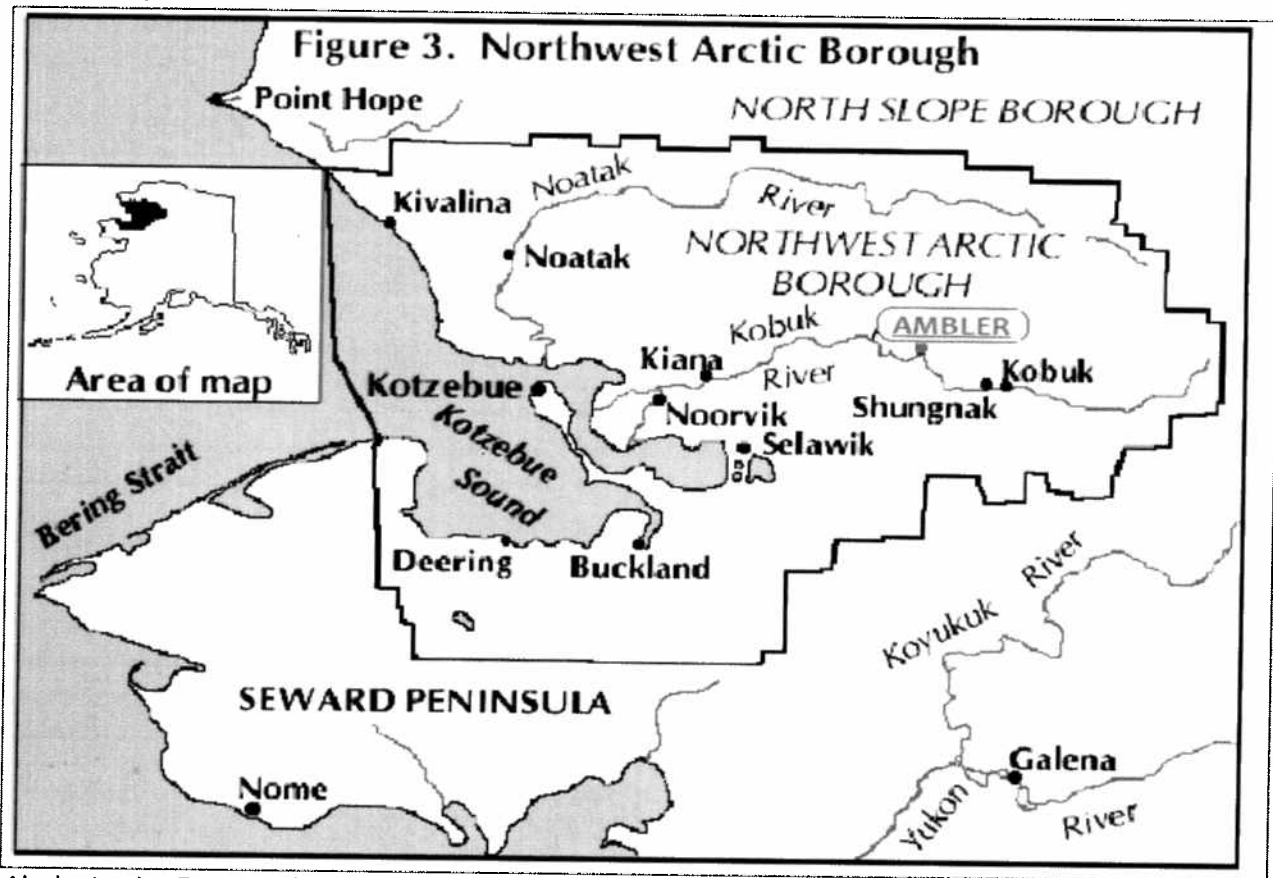 Figure 3. Northwest Arctic Borough
Point Hope
NORTH SLOPE BOROUGH
Kivalina
Noatak
River
Noatak
NORTHWEST ARCTIC
BOROUGH
AMBLER
Kobuk
River
Kiana
Kobuk
Area of map
Kotzebue
Noorvik
Shungnak
Selawik
Kotzebue
Sound
Bering Strait
Deering
Buckland
Koyukuk
River
SEWARD PENINSULA
Nome
Galena
Yukon
River